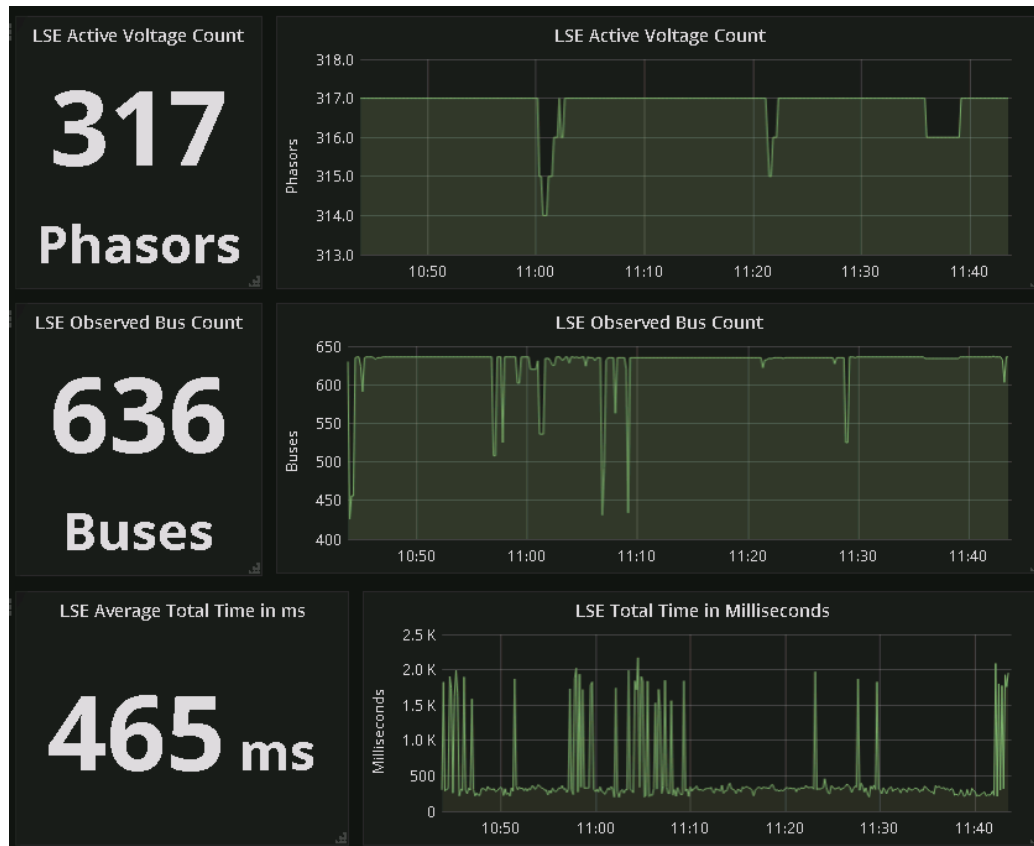 LSE Active Voltage Count
317
Phasors
LSE Active Voltage Count
318.0
317.0
316.0
315.0
314.0
313.0
Phasors
10:50 11:00 11:10 11:20 11:30 11:40
LSE Observed Bus Count
636
Buses
LSE Observed Bus Count
650
600
550
500
450
400
Buses
10:50 11:00 11:10 11:20 11:30 11:40
LSE Average Total Time in ms
465 ms
LSE Total Time in Milliseconds
2.5 K
2.0 K
1.5 K
1.0 K
500
0
Milliseconds
10:50 11:00 11:10 11:20 11:30 11:40